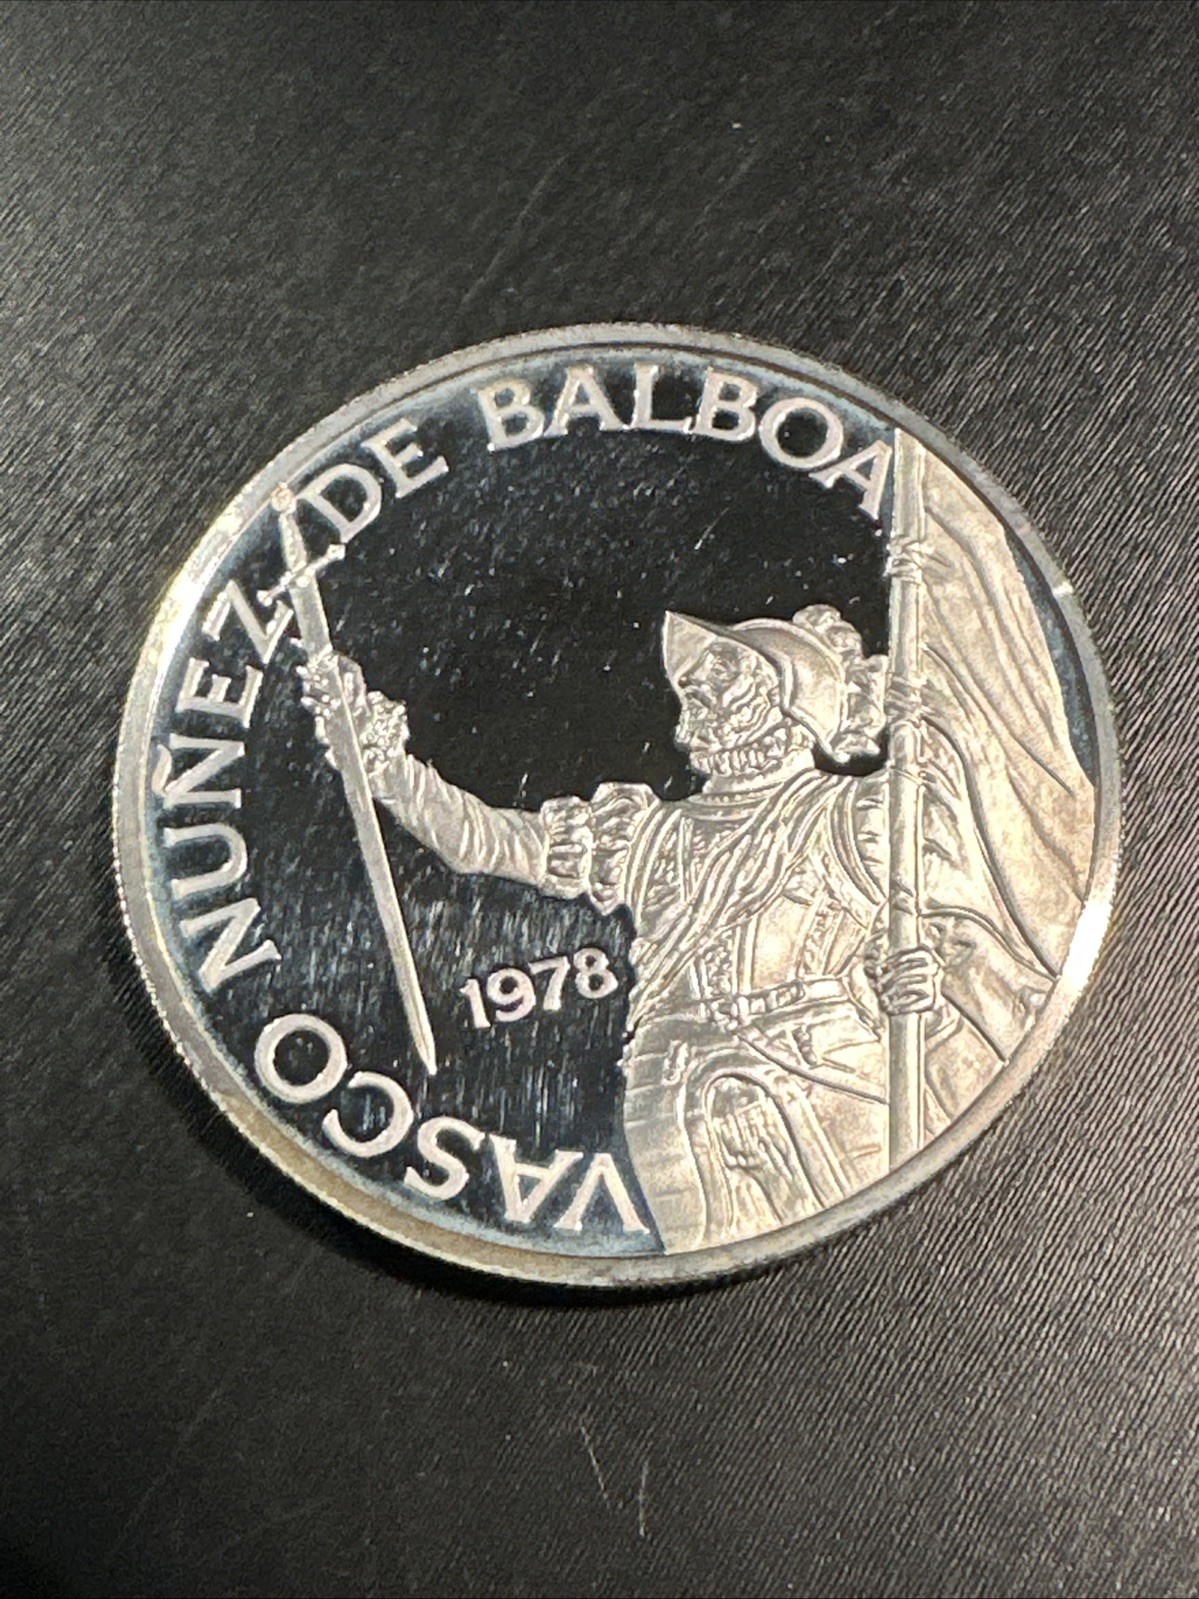 VASCO NUÑEZ DE BALBOA
1978